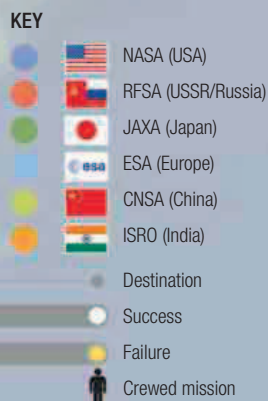 KEY
NASA (USA)
RFSA (USSR/Russia)
JAXA (Japan)
esa ESA (Europe)
CNSA (China)
ISRO (India)
Destination
Success
Failure
Crewed mission